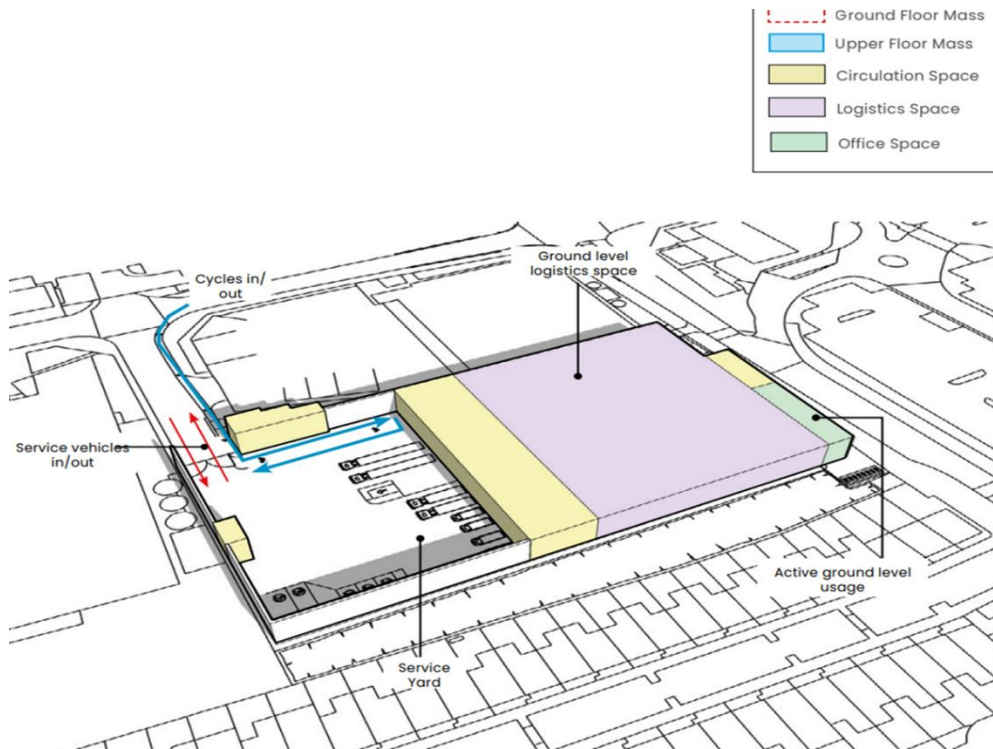 Ground Floor Mass
Upper Floor Mass
Circulation Space
Logistics Space
Office Space
Ground level
logistics space
Cycles in/
out
Service vehicles
in/out
Active ground level
usage
Service
Yard